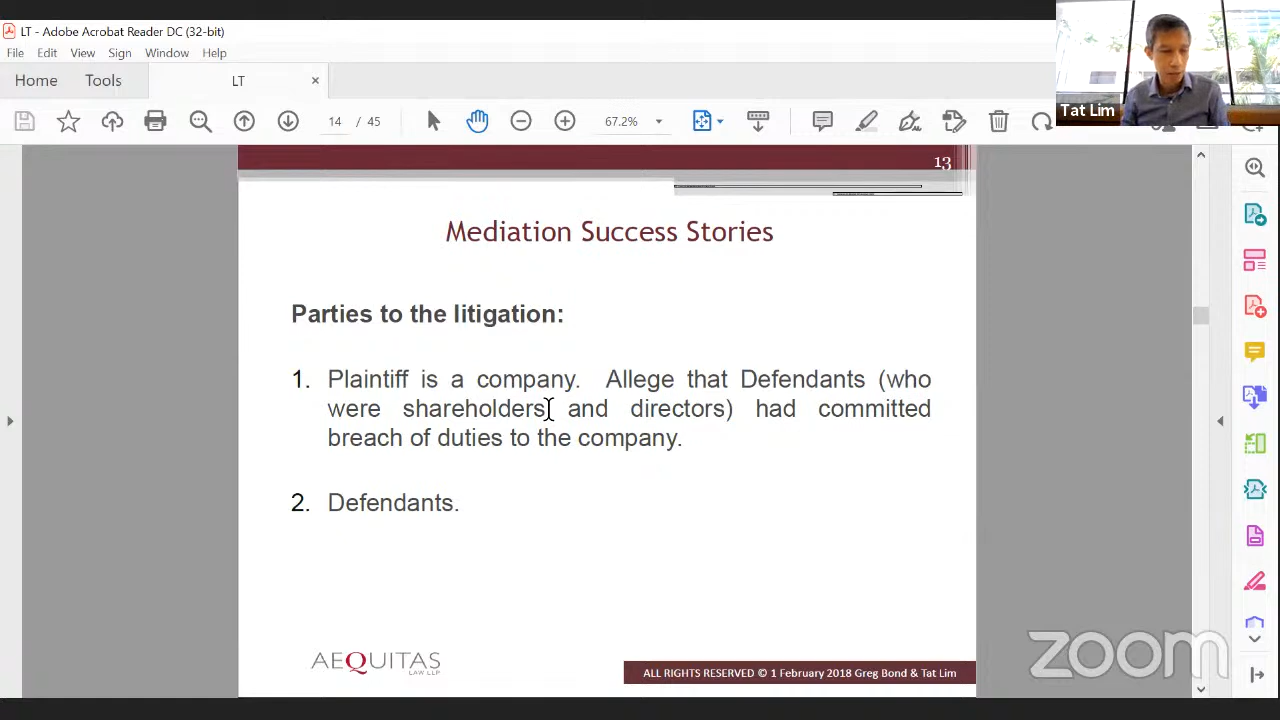 LT - Adobe Acrobat Reader DC (32-bit)
File Edit View Sign Window Help
Home Tools LT ×
14 / 45 67.2%
Tat Lim
13
Mediation Success Stories
Parties to the litigation:
1. Plaintiff is a company. Allege that Defendants (who
were shareholders and directors) had committed
breach of duties to the company.
2. Defendants.
AEQUITAS
LAW LLP
ALL RIGHTS RESERVED © 1 February 2018 Greg Bond & Tat Lim
zoom